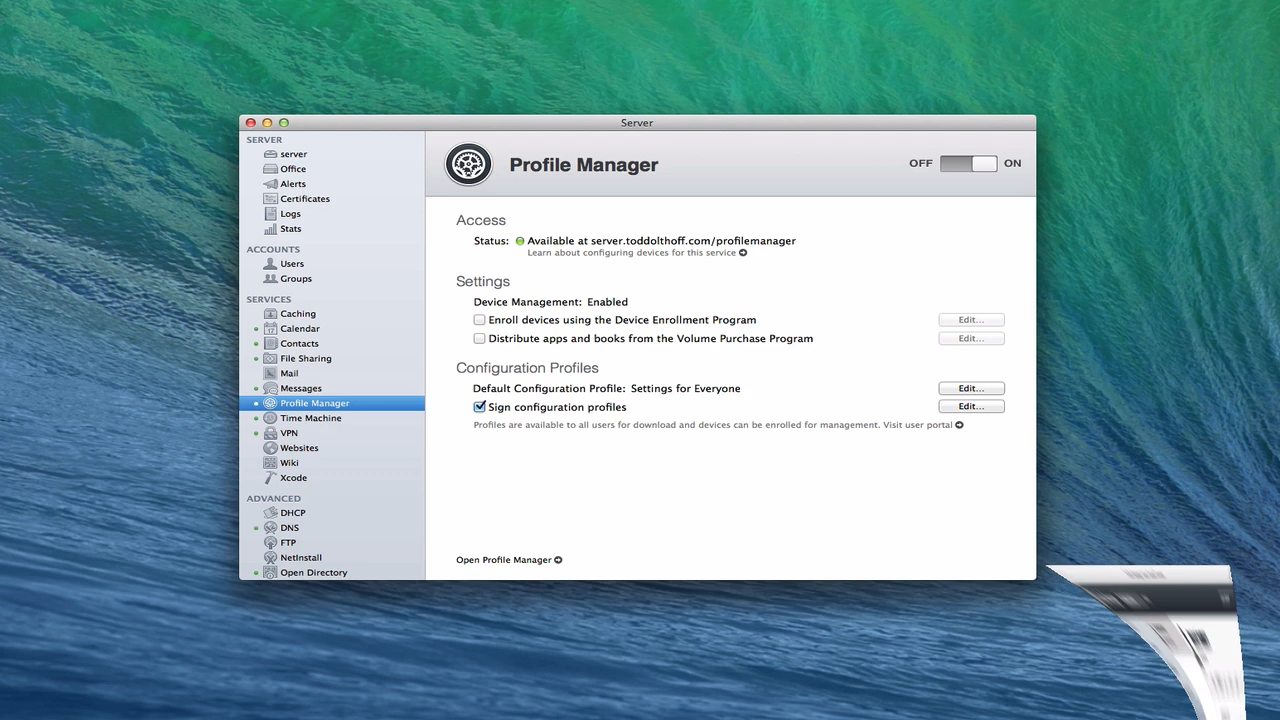 Server
SERVER
server
Office
Alerts
Certificates
Logs
Stats
ACCOUNTS
Users
Groups
SERVICES
Caching
Calendar
Contacts
File Sharing
Mail
Messages
Profile Manager
Time Machine
VPN
Websites
Wiki
Xcode
ADVANCED
DHCP
DNS
FTP
NetInstall
Open Directory
Profile Manager
OFF ON
Access
Status: Available at server.toddolthoff.com/profilemanager
Learn about configuring devices for this service
Settings
Device Management: Enabled
Enroll devices using the Device Enrollment Program Edit...
Distribute apps and books from the Volume Purchase Program Edit...
Configuration Profiles
Default Configuration Profile: Settings for Everyone Edit...
Sign configuration profiles Edit...
Profiles are available to all users for download and devices can be enrolled for management. Visit user portal
Open Profile Manager